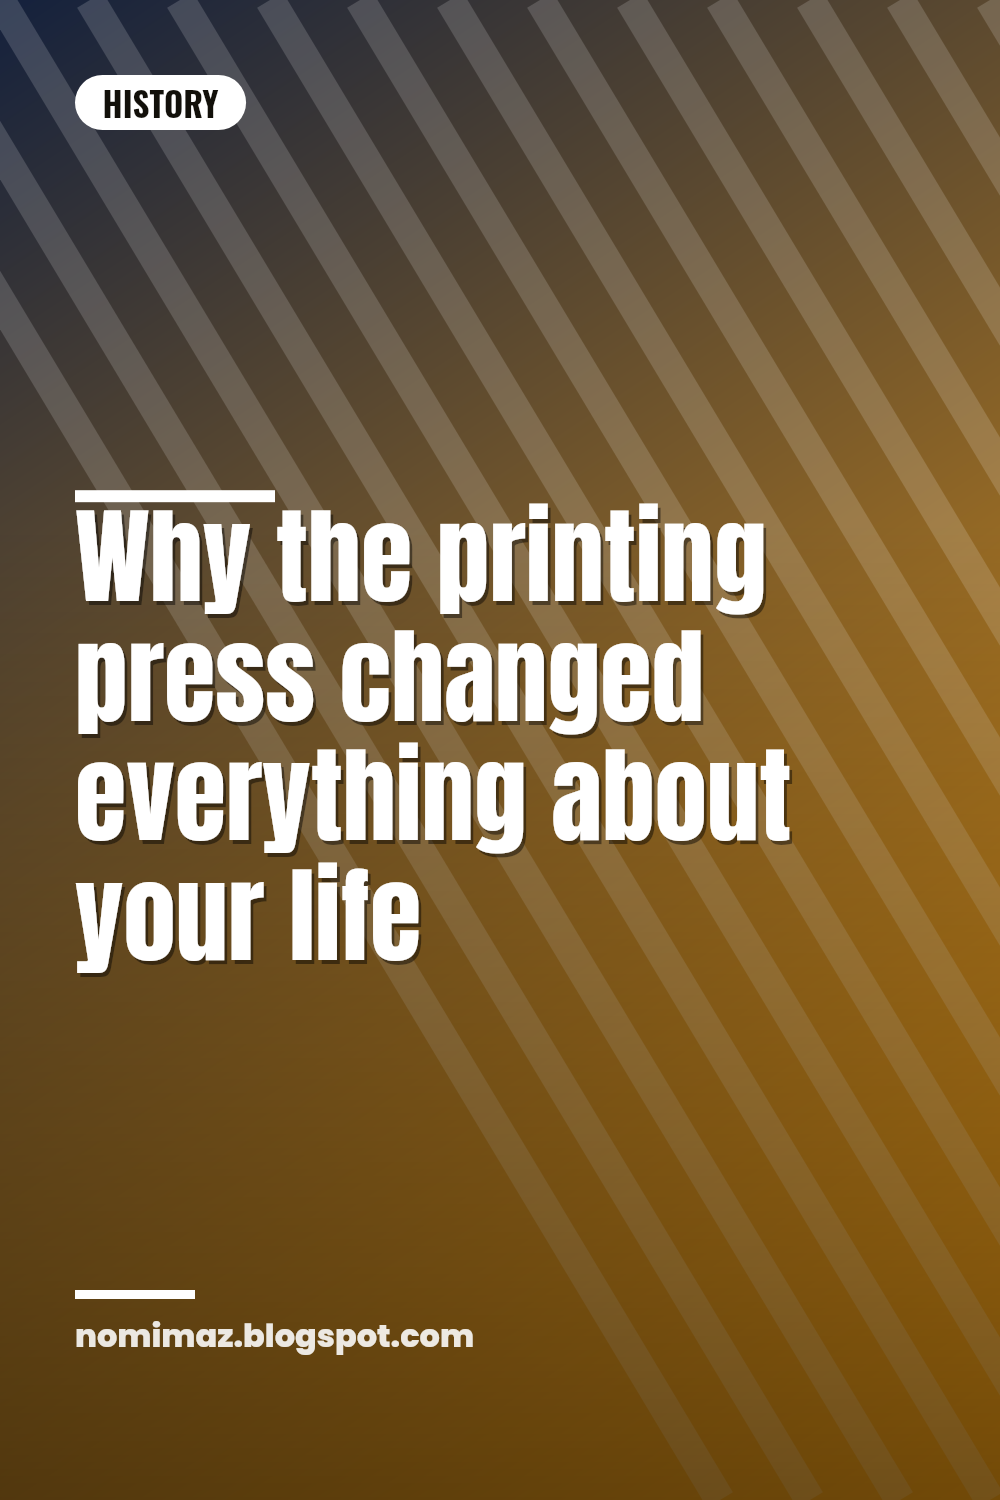 HISTORY
Why the printing
press changed
everything about
your life
nomimaz.blogspot.com